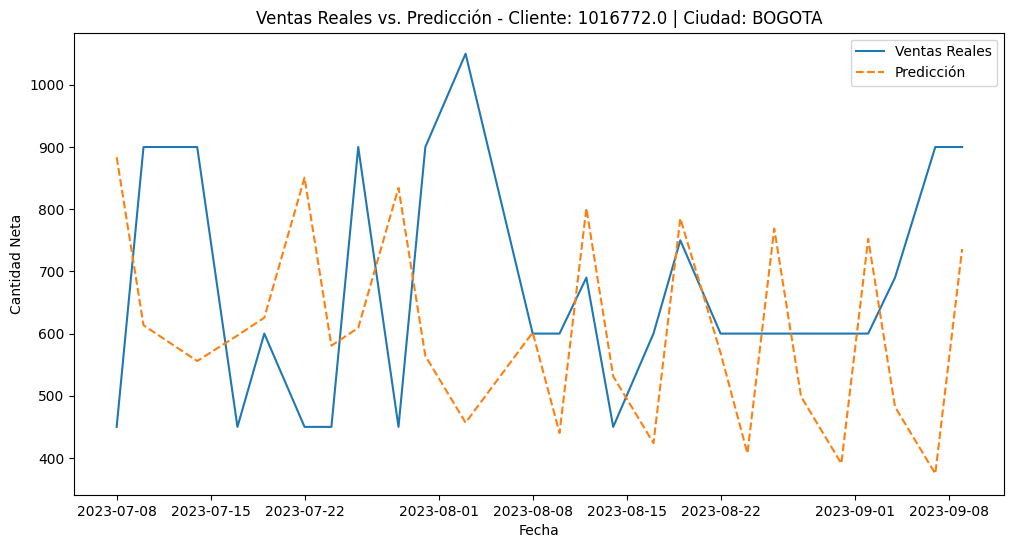 Ventas Reales vs. Predicción - Cliente: 1016772.0 | Ciudad: BOGOTA
Ventas Reales
Predicción
1000
900
800
700
600
500
400
Cantidad Neta
2023-07-08 2023-07-15 2023-07-22 2023-08-01 2023-08-08 2023-08-15 2023-08-22 2023-09-01 2023-09-08
Fecha